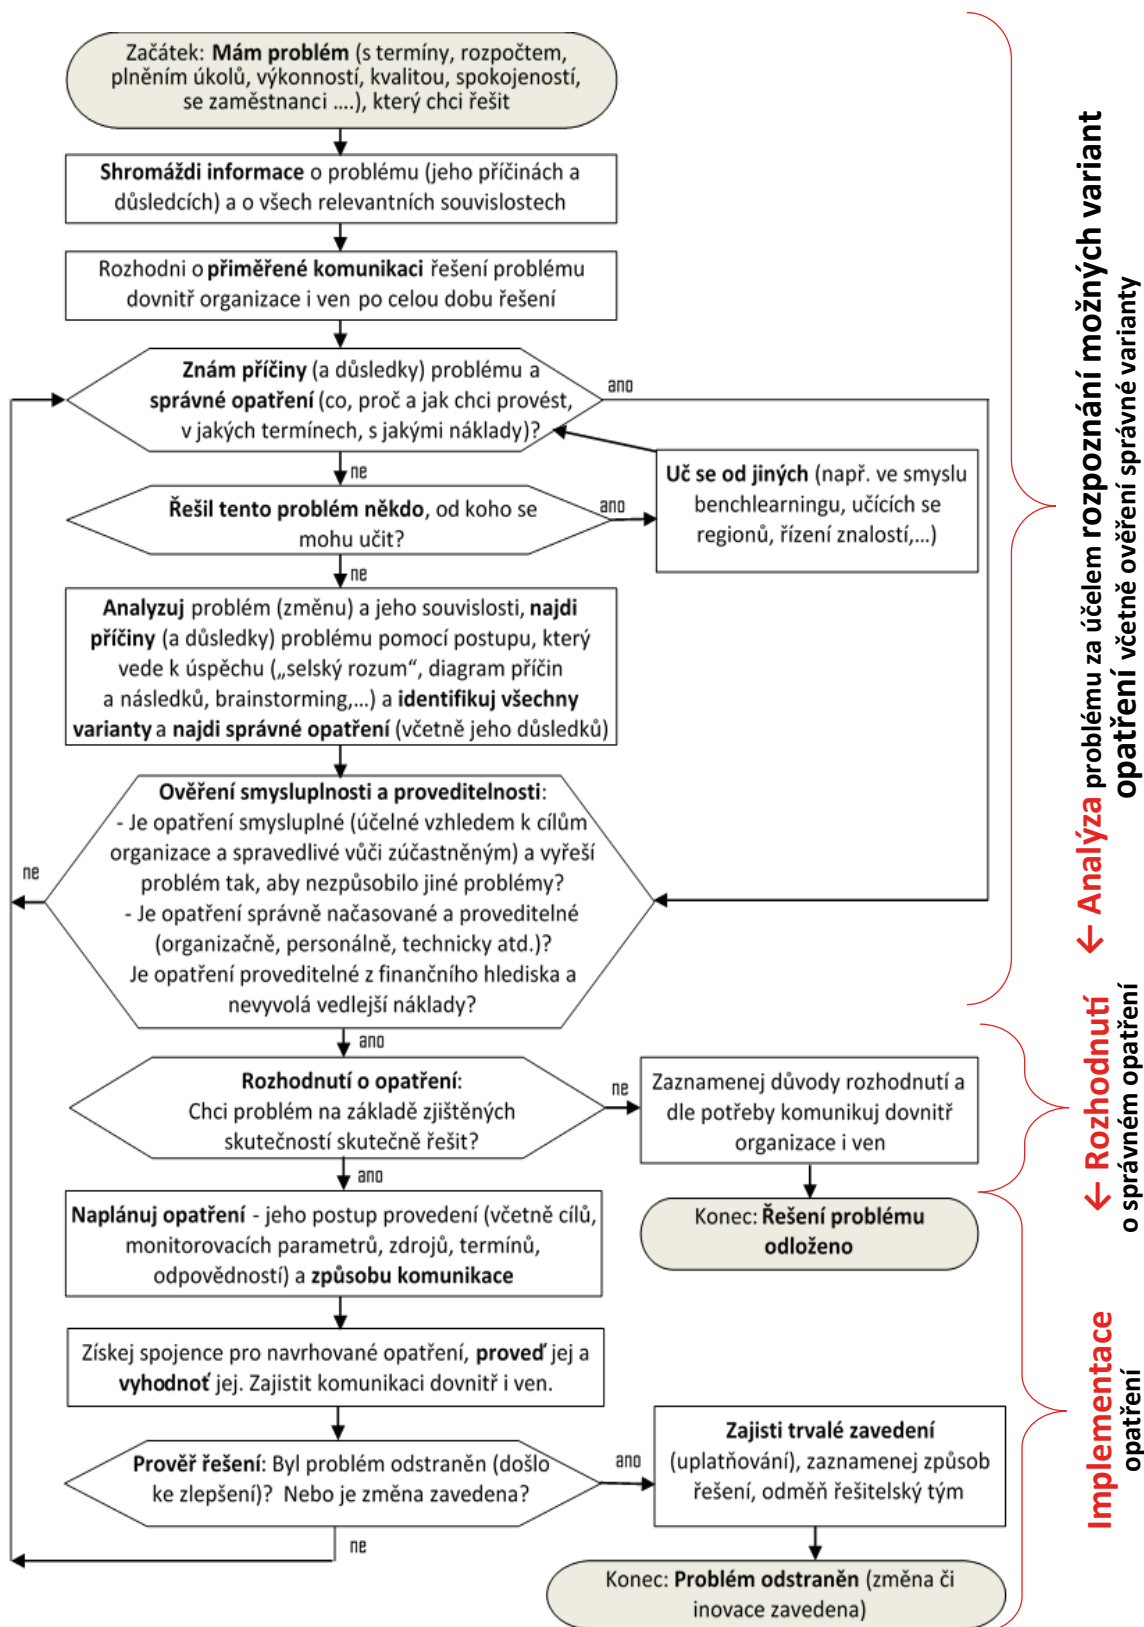 Začátek: Mám problém (s termíny, rozpočtem,
plněním úkolů, výkonností, kvalitou, spokojeností,
se zaměstnanci ....), který chci řešit
Shromáždi informace o problému (jeho příčinách a
důsledcích) a o všech relevantních souvislostech
Rozhodni o přiměřené komunikaci řešení problému
dovnitř organizace i ven po celou dobu řešení
Znám příčiny (a důsledky) problému a
správné opatření (co, proč a jak chci provést,
v jakých termínech, s jakými náklady)?
ano
ne
Řešil tento problém někdo, od koho se
mohu učit?
ano
Uč se od jiných (např. ve smyslu
benchlearningu, učících se
regionů, řízení znalostí,...)
ne
Analyzuj problém (změnu) a jeho souvislosti, najdi
příčiny (a důsledky) problému pomocí postupu, který
vede k úspěchu („selský rozum“, diagram příčin
a následků, brainstorming,...) a identifikuj všechny
varianty a najdi správné opatření (včetně jeho důsledků)
Ověření smysluplnosti a proveditelnosti:
- Je opatření smysluplné (účelné vzhledem k cílům
organizace a spravedlivé vůči zúčastněným) a vyřeší
problém tak, aby nezpůsobilo jiné problémy?
- Je opatření správně načasované a proveditelné
(organizačně, personálně, technicky atd.)?
Je opatření proveditelné z finančního hlediska a
nevyvolá vedlejší náklady?
ne
ano
Rozhodnutí o opatření:
Chci problém na základě zjištěných
skutečností skutečně řešit?
ne
Zaznamenej důvody rozhodnutí a
dle potřeby komunikuj dovnitř
organizace i ven
Konec: Řešení problému
odloženo
ano
Naplánuj opatření - jeho postup provedení (včetně cílů,
monitorovacích parametrů, zdrojů, termínů,
odpovědností) a způsobu komunikace
Získej spojence pro navrhované opatření, proveď jej a
vyhodnoť jej. Zajistit komunikaci dovnitř i ven.
Prověř řešení: Byl problém odstraněn (došlo
ke zlepšení)? Nebo je změna zavedena?
ano
Zajisti trvalé zavedení
(uplatňování), zaznamenej způsob
řešení, odměň řešitelský tým
ne
Konec: Problém odstraněn (změna či
inovace zavedena)
← Analýza problému za účelem rozpoznání možných variant
opatření včetně ověření správné varianty
← Rozhodnutí
o správném opatření
Implementace
opatření